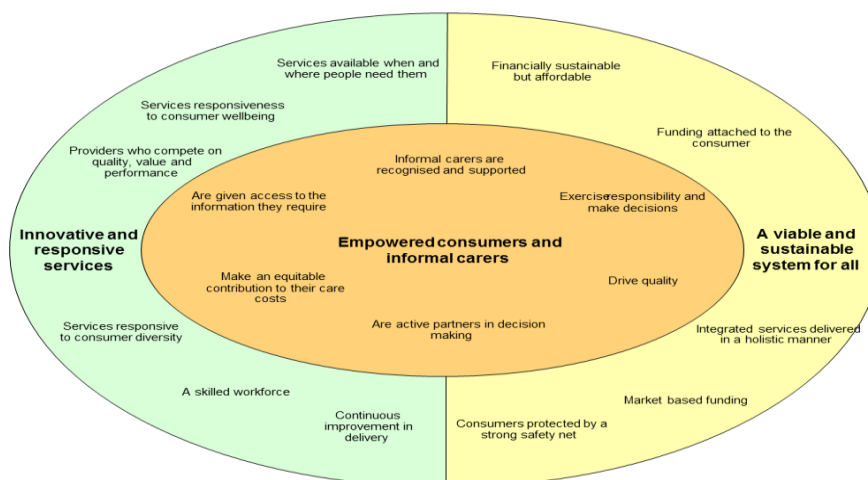 Services available when and
where people need them
Financially sustainable
but affordable
Services responsiveness
to consumer wellbeing
Funding attached to the
consumer
Providers who compete on
quality, value and
performance
Informal carers are
recognised and supported
Are given access to the
information they require
Exercise responsibility and
make decisions
Innovative and
responsive
services
Empowered consumers and
informal carers
A viable and
sustainable
system for all
Make an equitable
contribution to their care
costs
Drive quality
Services responsive
to consumer diversity
Are active partners in decision
making
Integrated services delivered
in a holistic manner
A skilled workforce
Market based funding
Continuous
improvement in
delivery
Consumers protected by a
strong safety net